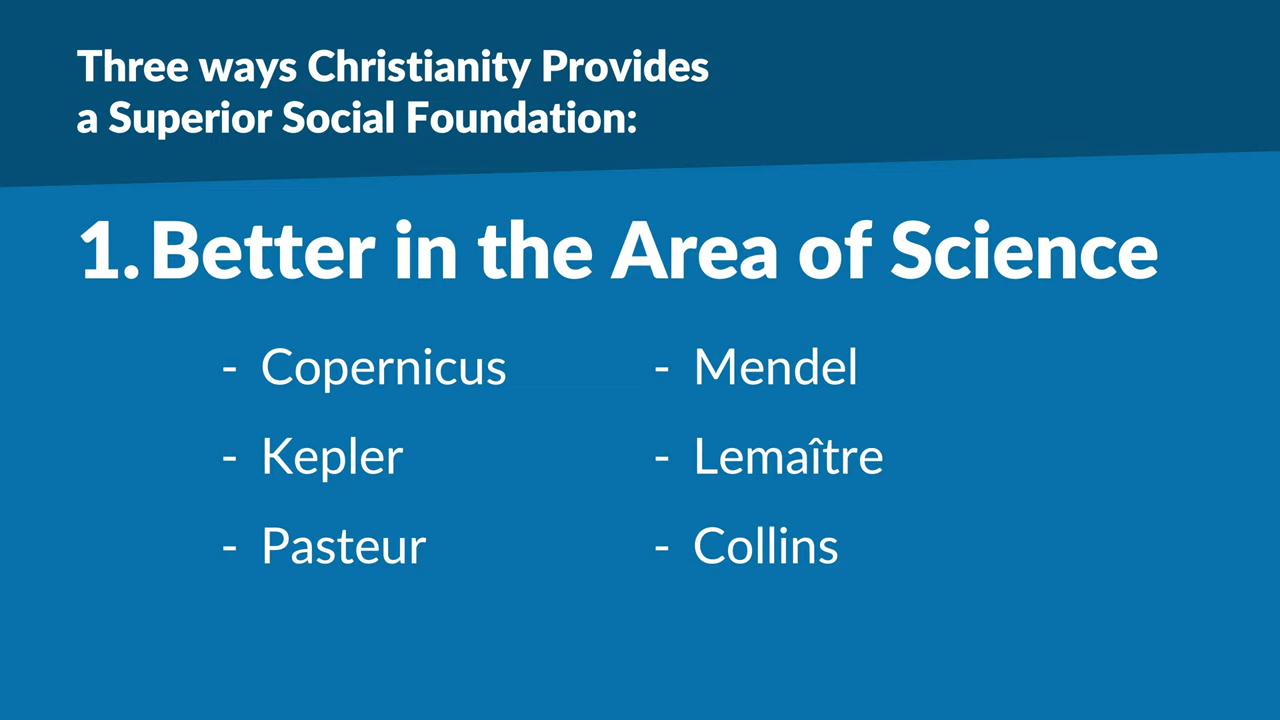 Three ways Christianity Provides
a Superior Social Foundation:
1. Better in the Area of Science
- Copernicus
- Kepler
- Pasteur
- Mendel
- Lemaître
- Collins